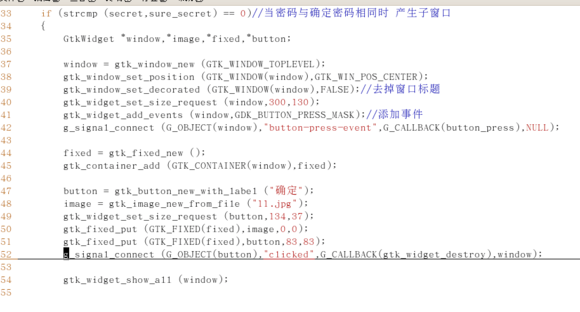 33 if (strcmp (secret,sure_secret) == 0)//当密码与确定密码相同时 产生子窗口
34 {
35 GtkWidget *window,*image,*fixed,*button;
36
37 window = gtk_window_new (GTK_WINDOW_TOPLEVEL);
38 gtk_window_set_position (GTK_WINDOW(window),GTK_WIN_POS_CENTER);
39 gtk_window_set_decorated (GTK_WINDOW(window),FALSE);//去掉窗口标题
40 gtk_widget_set_size_request (window,300,130);
41 gtk_widget_add_events (window,GDK_BUTTON_PRESS_MASK);//添加事件
42 g_signal_connect (G_OBJECT(window),"button-press-event",G_CALLBACK(button_press),NULL);
43
44 fixed = gtk_fixed_new ();
45 gtk_container_add (GTK_CONTAINER(window),fixed);
46
47 button = gtk_button_new_with_label ("确定");
48 image = gtk_image_new_from_file ("ll.jpg");
49 gtk_widget_set_size_request (button,134,37);
50 gtk_fixed_put (GTK_FIXED(fixed),image,0,0);
51 gtk_fixed_put (GTK_FIXED(fixed),button,83,83);
52 g_signal_connect (G_OBJECT(button),"clicked",G_CALLBACK(gtk_widget_destroy),window);
53
54 gtk_widget_show_all (window);
55